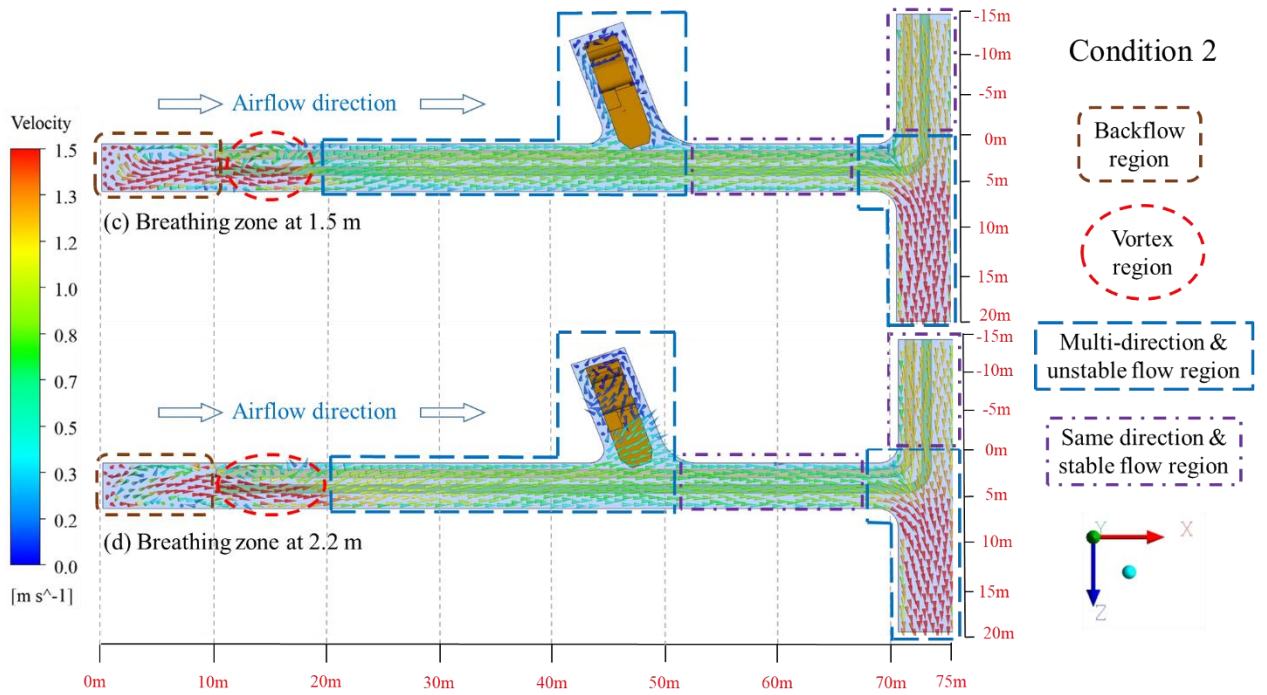 Condition 2
Velocity
1.5
1.3
1.2
1.0
0.8
0.7
0.5
0.3
0.2
0.0
[m s^-1]
Airflow direction
(c) Breathing zone at 1.5 m
-15m
-10m
-5m
0m
5m
10m
15m
20m
Airflow direction
(d) Breathing zone at 2.2 m
-15m
-10m
-5m
0m
5m
10m
15m
20m
0m
10m
20m
30m
40m
50m
60m
70m
75m
Backflow
region
Vortex
region
Multi-direction &
unstable flow region
Same direction &
stable flow region
Y
X
Z